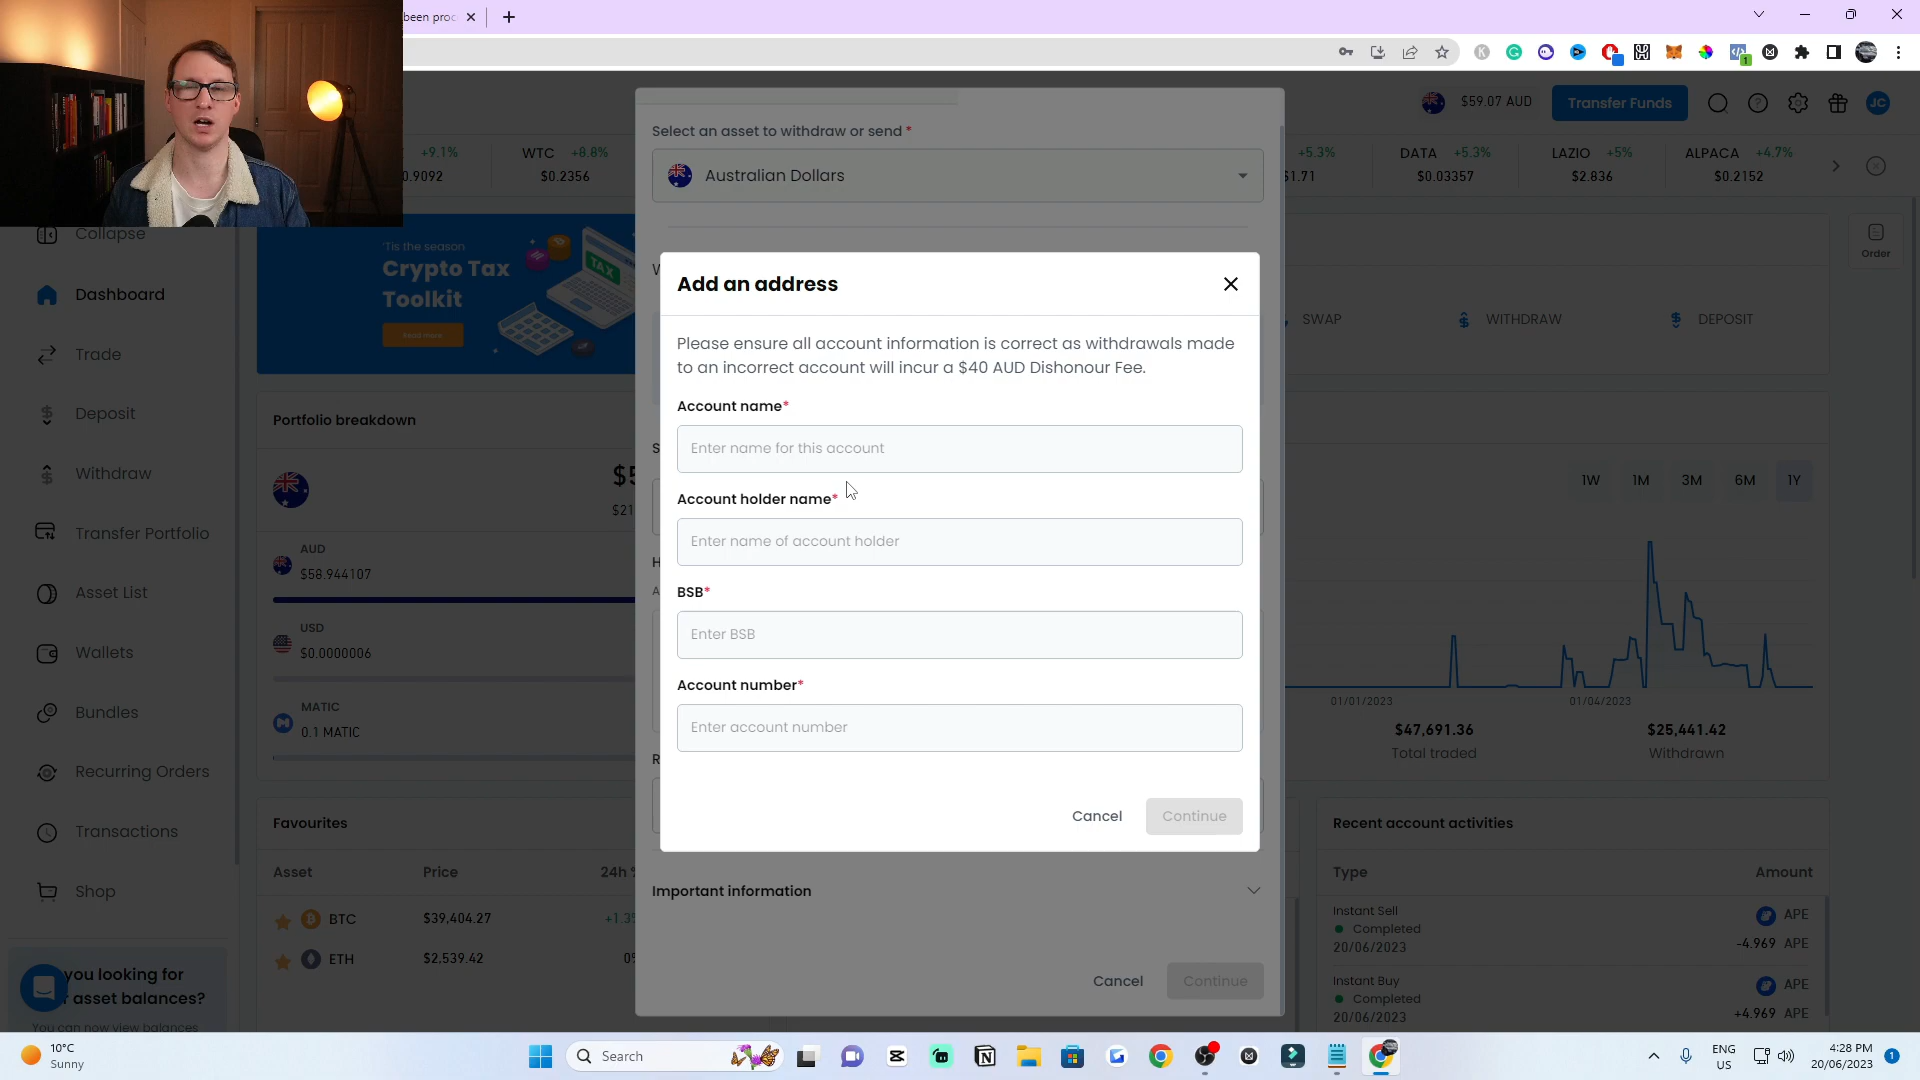 been proc
$59.07 AUD
Transfer Funds
JC
+9.1%
0.9092
WTC +8.8%
$0.2356
+5.3%
$1.71
DATA +5.3%
$0.03357
LAZIO +5%
$2.836
ALPACA +4.7%
$0.2152
Select an asset to withdraw or send *
Australian Dollars
Collapse
Dashboard
Trade
Deposit
Withdraw
Transfer Portfolio
Asset List
Wallets
Bundles
Recurring Orders
Transactions
Shop
you looking for
asset balances?
You can now view balances
'Tis the season
Crypto Tax
Toolkit
Read More
TAX
Portfolio breakdown
AUD
$58.944107
USD
$0.0000006
MATIC
0.1 MATIC
Favourites
Asset Price 24h
BTC $39,404.27 +1.3
ETH $2,539.42
Add an address
Please ensure all account information is correct as withdrawals made
to an incorrect account will incur a $40 AUD Dishonour Fee.
Account name*
Enter name for this account
Account holder name*
Enter name of account holder
BSB*
Enter BSB
Account number*
Enter account number
Cancel Continue
Important information
Cancel Continue
Order
SWAP WITHDRAW DEPOSIT
1W 1M 3M 6M 1Y
01/01/2023 01/04/2023
$47,691.36 $25,441.42
Total traded Withdrawn
Recent account activities
Type Amount
Instant Sell APE
Completed
20/06/2023 -4.969 APE
Instant Buy APE
Completed
20/06/2023 +4.969 APE
10°C
Sunny
Search
ENG
US
4:28 PM
20/06/2023
1